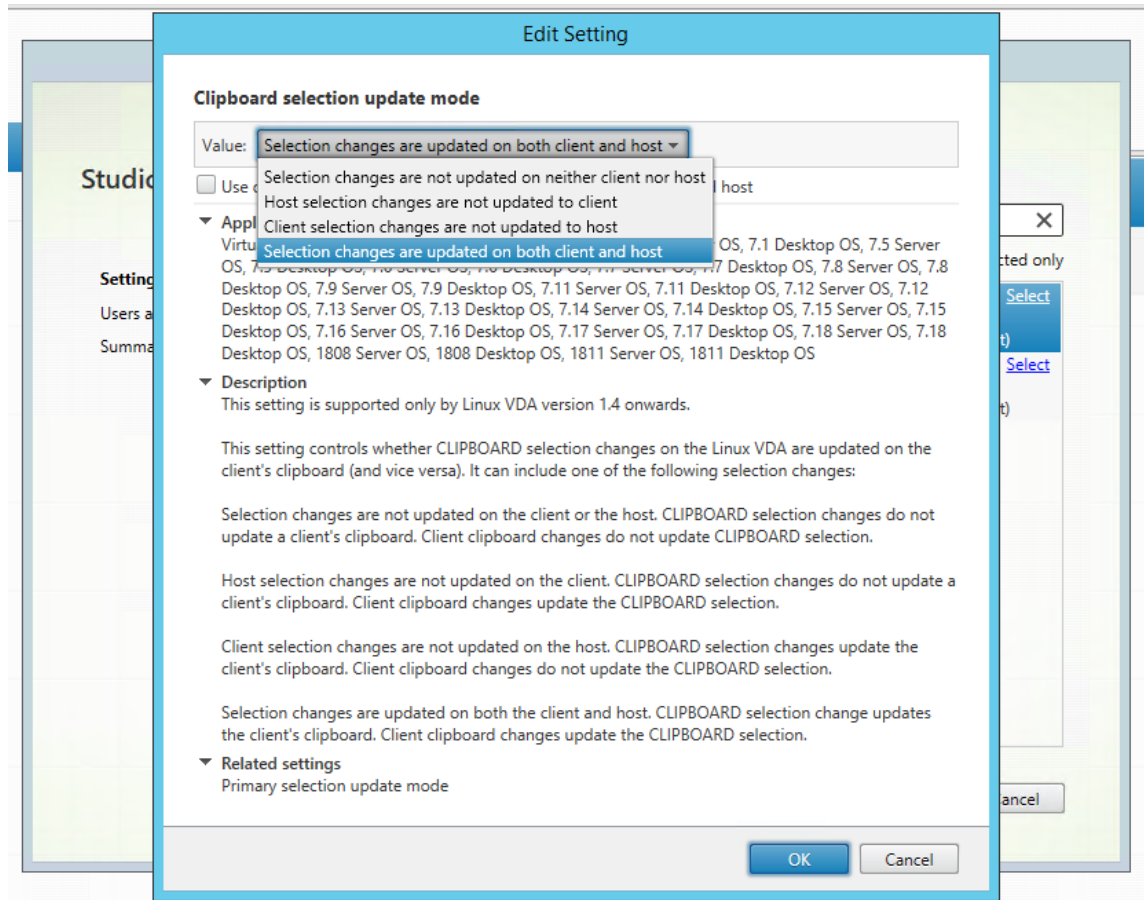 Edit Setting
Clipboard selection update mode
Value: Selection changes are updated on both client and host
Selection changes are not updated on neither client nor host
Host selection changes are not updated to client
Client selection changes are not updated to host
Selection changes are updated on both client and host
Use
host
OS, 7.1 Desktop OS, 7.5 Server
7.7 Desktop OS, 7.8 Server OS, 7.8
Desktop OS, 7.9 Server OS, 7.9 Desktop OS, 7.11 Server OS, 7.11 Desktop OS, 7.12 Server OS, 7.12
Desktop OS, 7.13 Server OS, 7.13 Desktop OS, 7.14 Server OS, 7.14 Desktop OS, 7.15 Server OS, 7.15
Desktop OS, 7.16 Server OS, 7.16 Desktop OS, 7.17 Server OS, 7.17 Desktop OS, 7.18 Server OS, 7.18
Desktop OS, 1808 Server OS, 1808 Desktop OS, 1811 Server OS, 1811 Desktop OS
Description
This setting is supported only by Linux VDA version 1.4 onwards.
This setting controls whether CLIPBOARD selection changes on the Linux VDA are updated on the
client's clipboard (and vice versa). It can include one of the following selection changes:
Selection changes are not updated on the client or the host. CLIPBOARD selection changes do not
update a client's clipboard. Client clipboard changes do not update CLIPBOARD selection.
Host selection changes are not updated on the client. CLIPBOARD selection changes do not update a
client's clipboard. Client clipboard changes update the CLIPBOARD selection.
Client selection changes are not updated on the host. CLIPBOARD selection changes update the
client's clipboard. Client clipboard changes do not update the CLIPBOARD selection.
Selection changes are updated on both the client and host. CLIPBOARD selection change updates
the client's clipboard. Client clipboard changes update the CLIPBOARD selection.
Related settings
Primary selection update mode
OK
Cancel
Studio
Setting
Users a
Summa
cted only
Select
t)
Select
t)
ancel